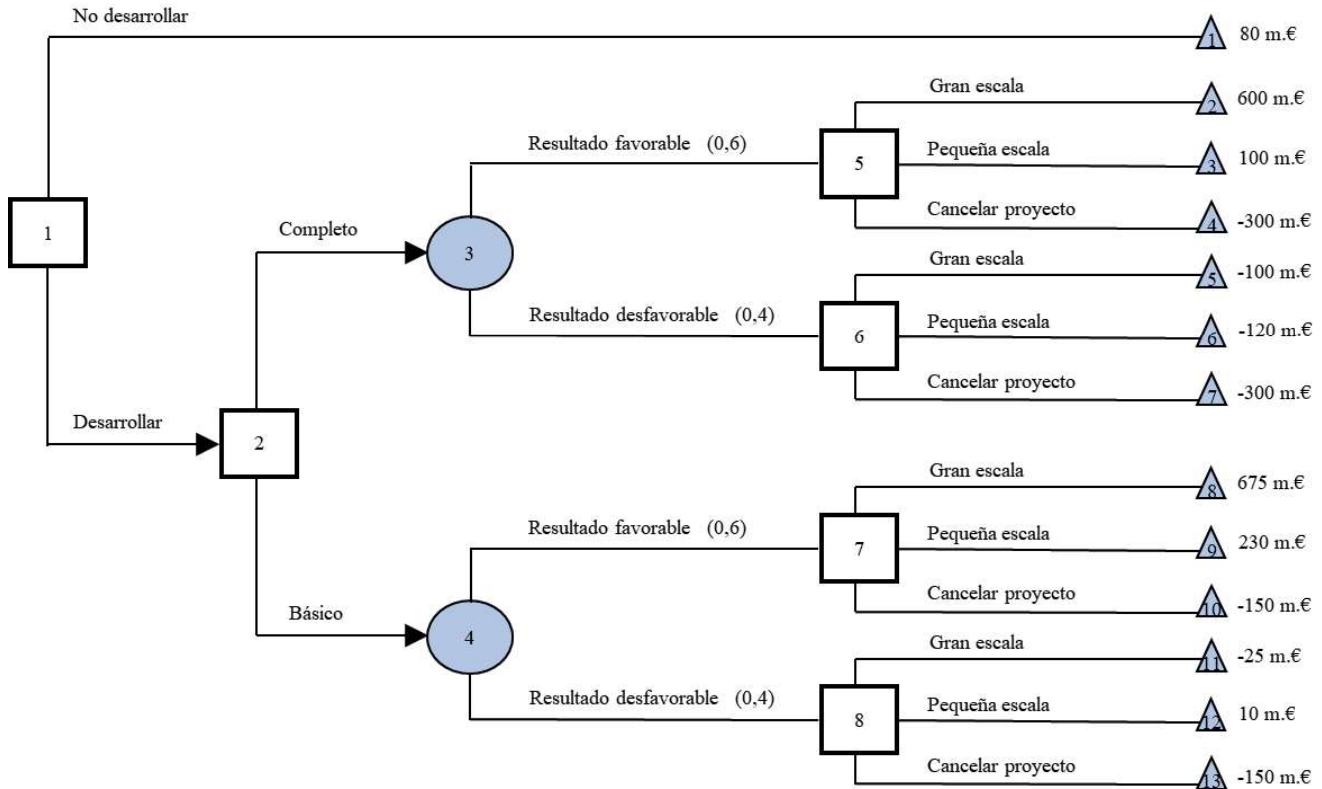 No desarrollar
1 80 m.€
Gran escala
2 600 m.€
Resultado favorable (0,6)
5
Pequeña escala
3 100 m.€
Cancelar proyecto
4 -300 m.€
1
Completo
3
Gran escala
5 -100 m.€
Resultado desfavorable (0,4)
6
Pequeña escala
6 -120 m.€
Cancelar proyecto
7 -300 m.€
Desarrollar
2
Gran escala
8 675 m.€
Resultado favorable (0,6)
7
Pequeña escala
9 230 m.€
Cancelar proyecto
10 -150 m.€
Básico
4
Gran escala
11 -25 m.€
Resultado desfavorable (0,4)
8
Pequeña escala
12 10 m.€
Cancelar proyecto
13 -150 m.€